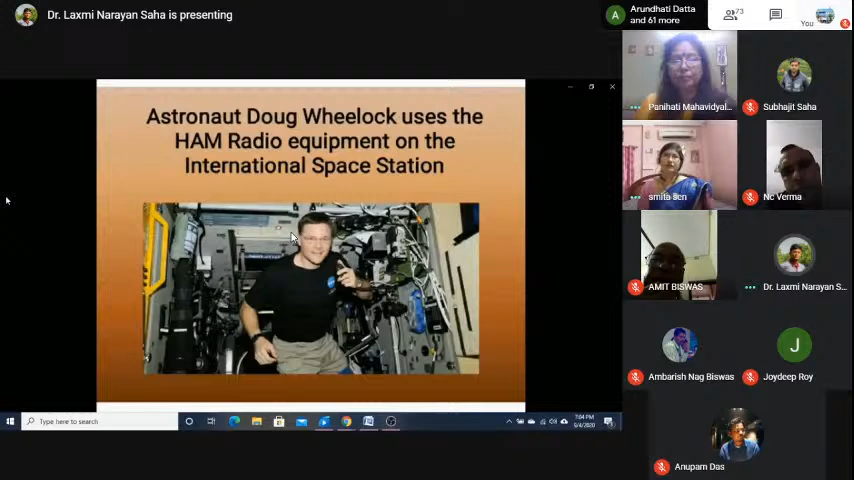 Dr. Laxmi Narayan Saha is presenting
A
Arundhati Datta
and 61 more
73
You
Astronaut Doug Wheelock uses the
HAM Radio equipment on the
International Space Station
Panihati Mahavidyal...
Subhajit Saha
smita sen
Nc Verma
AMIT BISWAS
Dr. Laxmi Narayan S...
J
Ambarish Nag Biswas
Joydeep Roy
Anupam Das
Type here to search
7:04 PM
9/4/2020